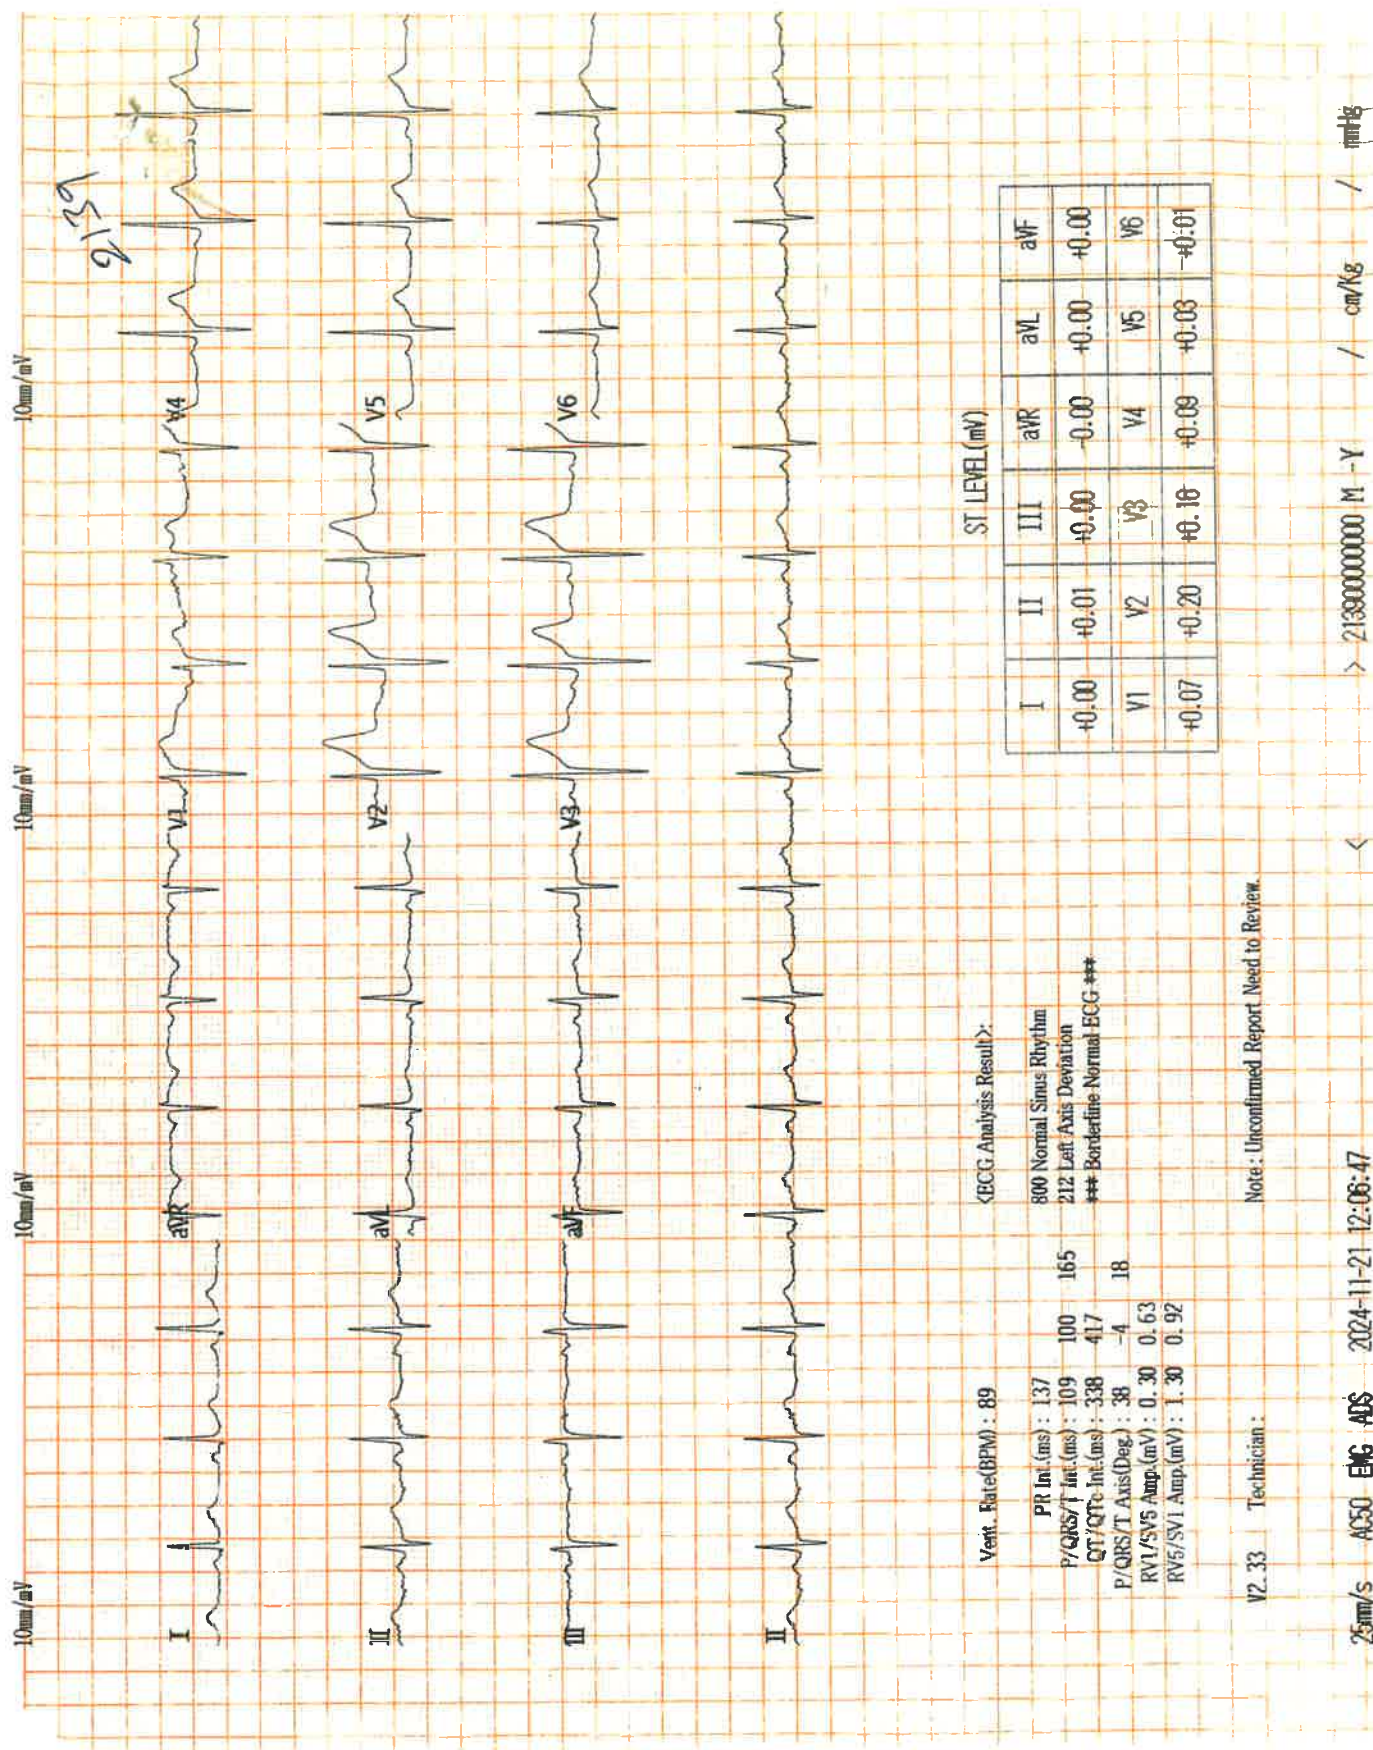 2139
10mm/mV 10mm/mV 10mm/mV 10mm/mV
I aVR V1 V4
II aVL V2 V5
III aVF V3 V6
II
Vent. Rate(BPM) : 89
PR Int.(ms) : 137
P/QRS/T Int.(ms) : 109 100 165
QT/QTc Int.(ms) : 338 417
P/QRS/T Axis(Deg.) : 38 -4 18
RV1/SV5 Amp.(mV) : 0.30 0.63
RV5/SV1 Amp.(mV) : 1.30 0.92
<ECG Analysis Result>:
800 Normal Sinus Rhythm
212 Left Axis Deviation
*** Borderline Normal ECG ***
ST LEVEL(mV)
I II III aVR aVL aVF
+0.00 +0.01 +0.00 -0.00 +0.00 +0.00
V1 V2 V3 V4 V5 V6
+0.07 +0.20 +0.18 +0.09 +0.03 +0.01
V2.33 Technician : Note : Unconfirmed Report Need to Review.
25mm/s AC50 EMG ADS 2024-11-21 12:06:47 < > 21390000000 M -Y / cm/Kg / mmHg